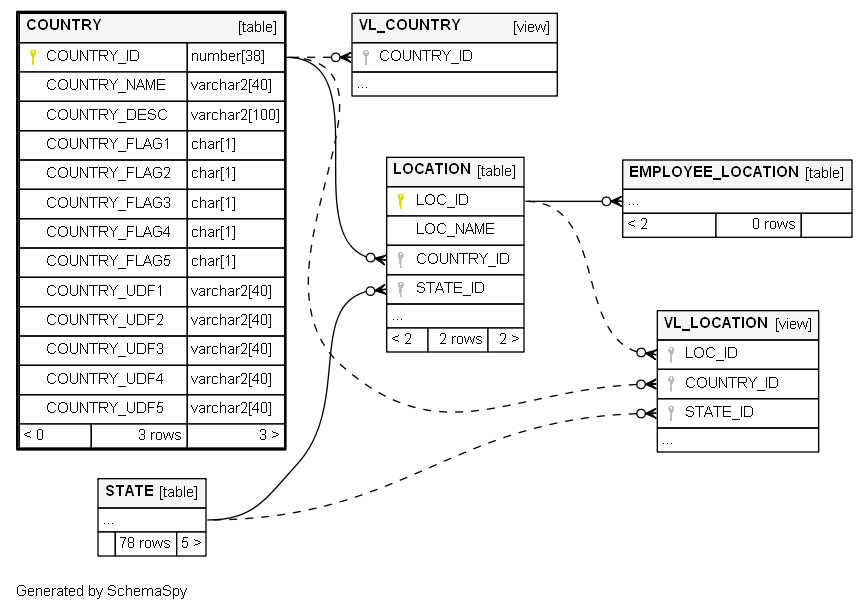 COUNTRY [table]
COUNTRY_ID number[38]
COUNTRY_NAME varchar2[40]
COUNTRY_DESC varchar2[100]
COUNTRY_FLAG1 char[1]
COUNTRY_FLAG2 char[1]
COUNTRY_FLAG3 char[1]
COUNTRY_FLAG4 char[1]
COUNTRY_FLAG5 char[1]
COUNTRY_UDF1 varchar2[40]
COUNTRY_UDF2 varchar2[40]
COUNTRY_UDF3 varchar2[40]
COUNTRY_UDF4 varchar2[40]
COUNTRY_UDF5 varchar2[40]
< 0 3 rows 3 >
VL_COUNTRY [view]
COUNTRY_ID
...
LOCATION [table]
LOC_ID
LOC_NAME
COUNTRY_ID
STATE_ID
...
< 2 2 rows 2 >
EMPLOYEE_LOCATION [table]
...
< 2 0 rows
VL_LOCATION [view]
LOC_ID
COUNTRY_ID
STATE_ID
...
STATE [table]
...
78 rows 5 >
Generated by SchemaSpy